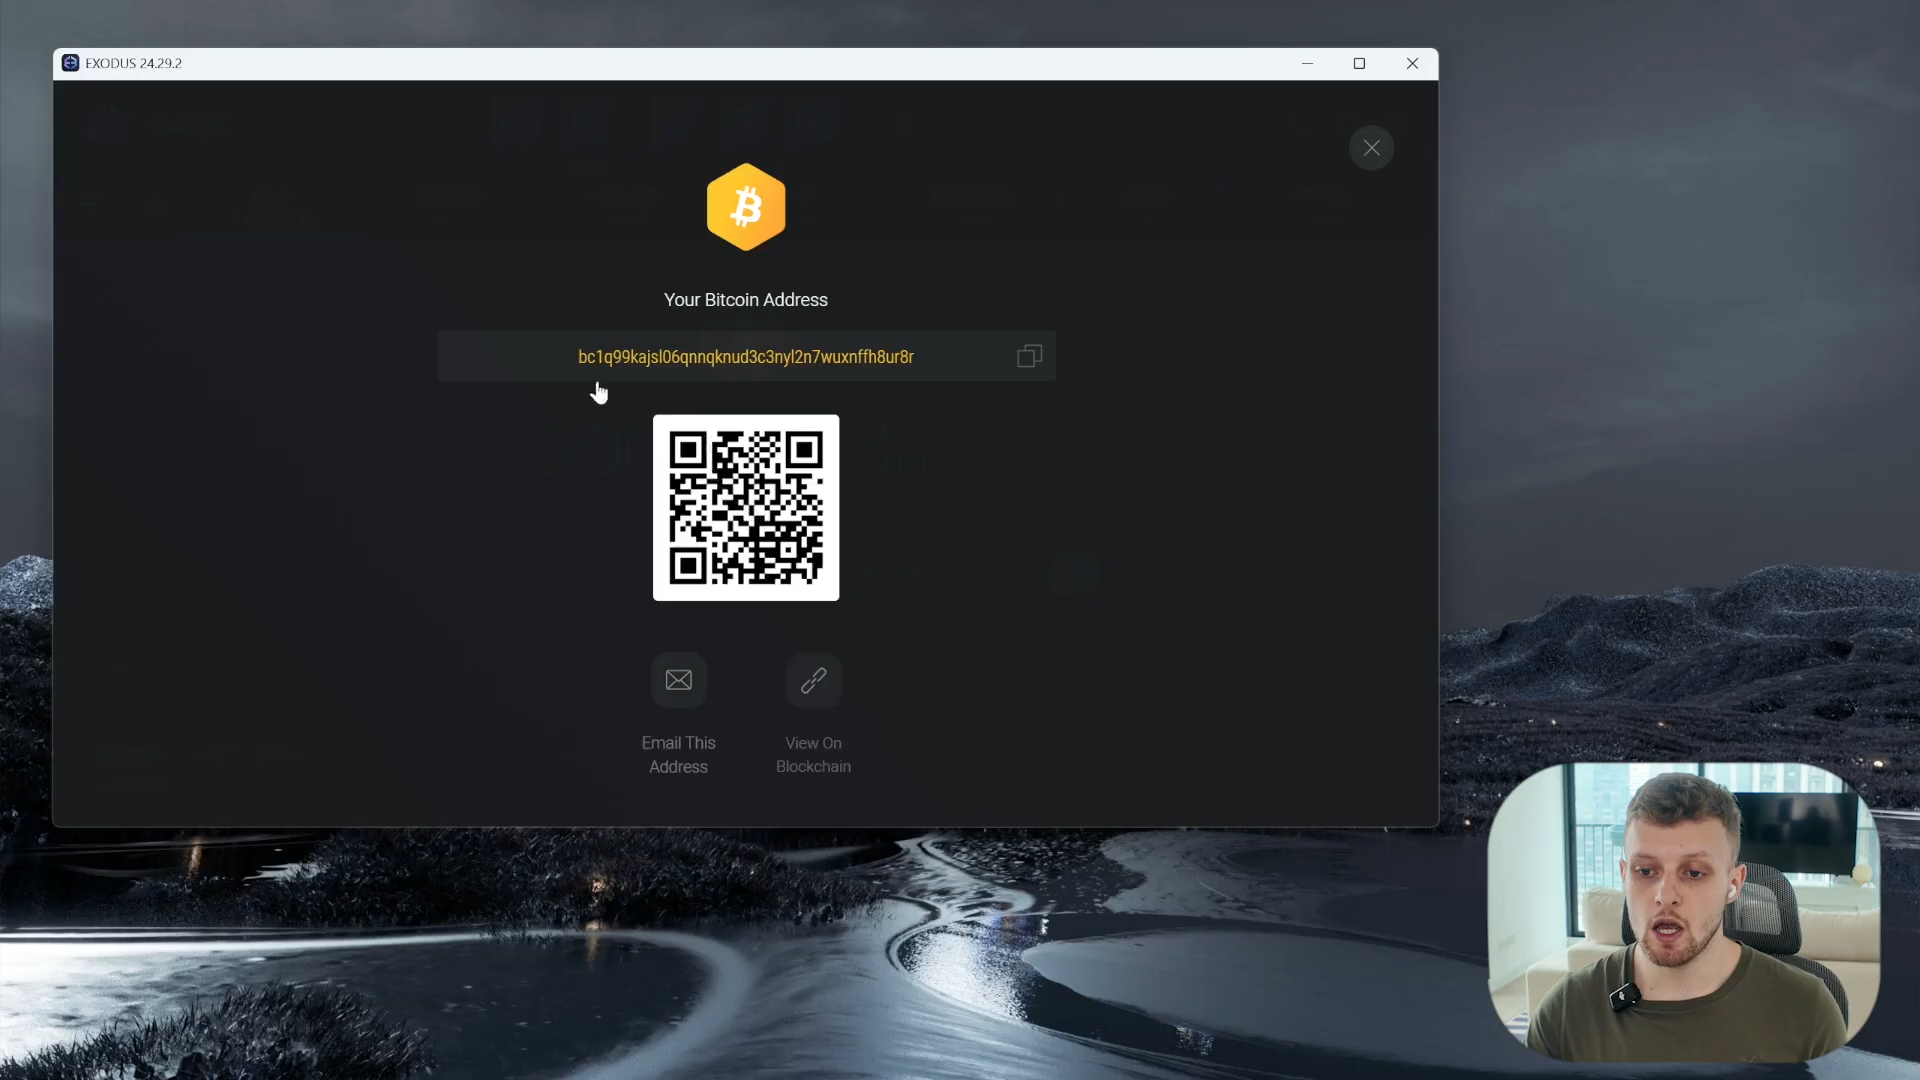 EXODUS 24.29.2
Your Bitcoin Address
bc1q99kajsl06qnnqknud3c3nyl2n7wuxnffh8ur8r
Email This
Address
View On
Blockchain